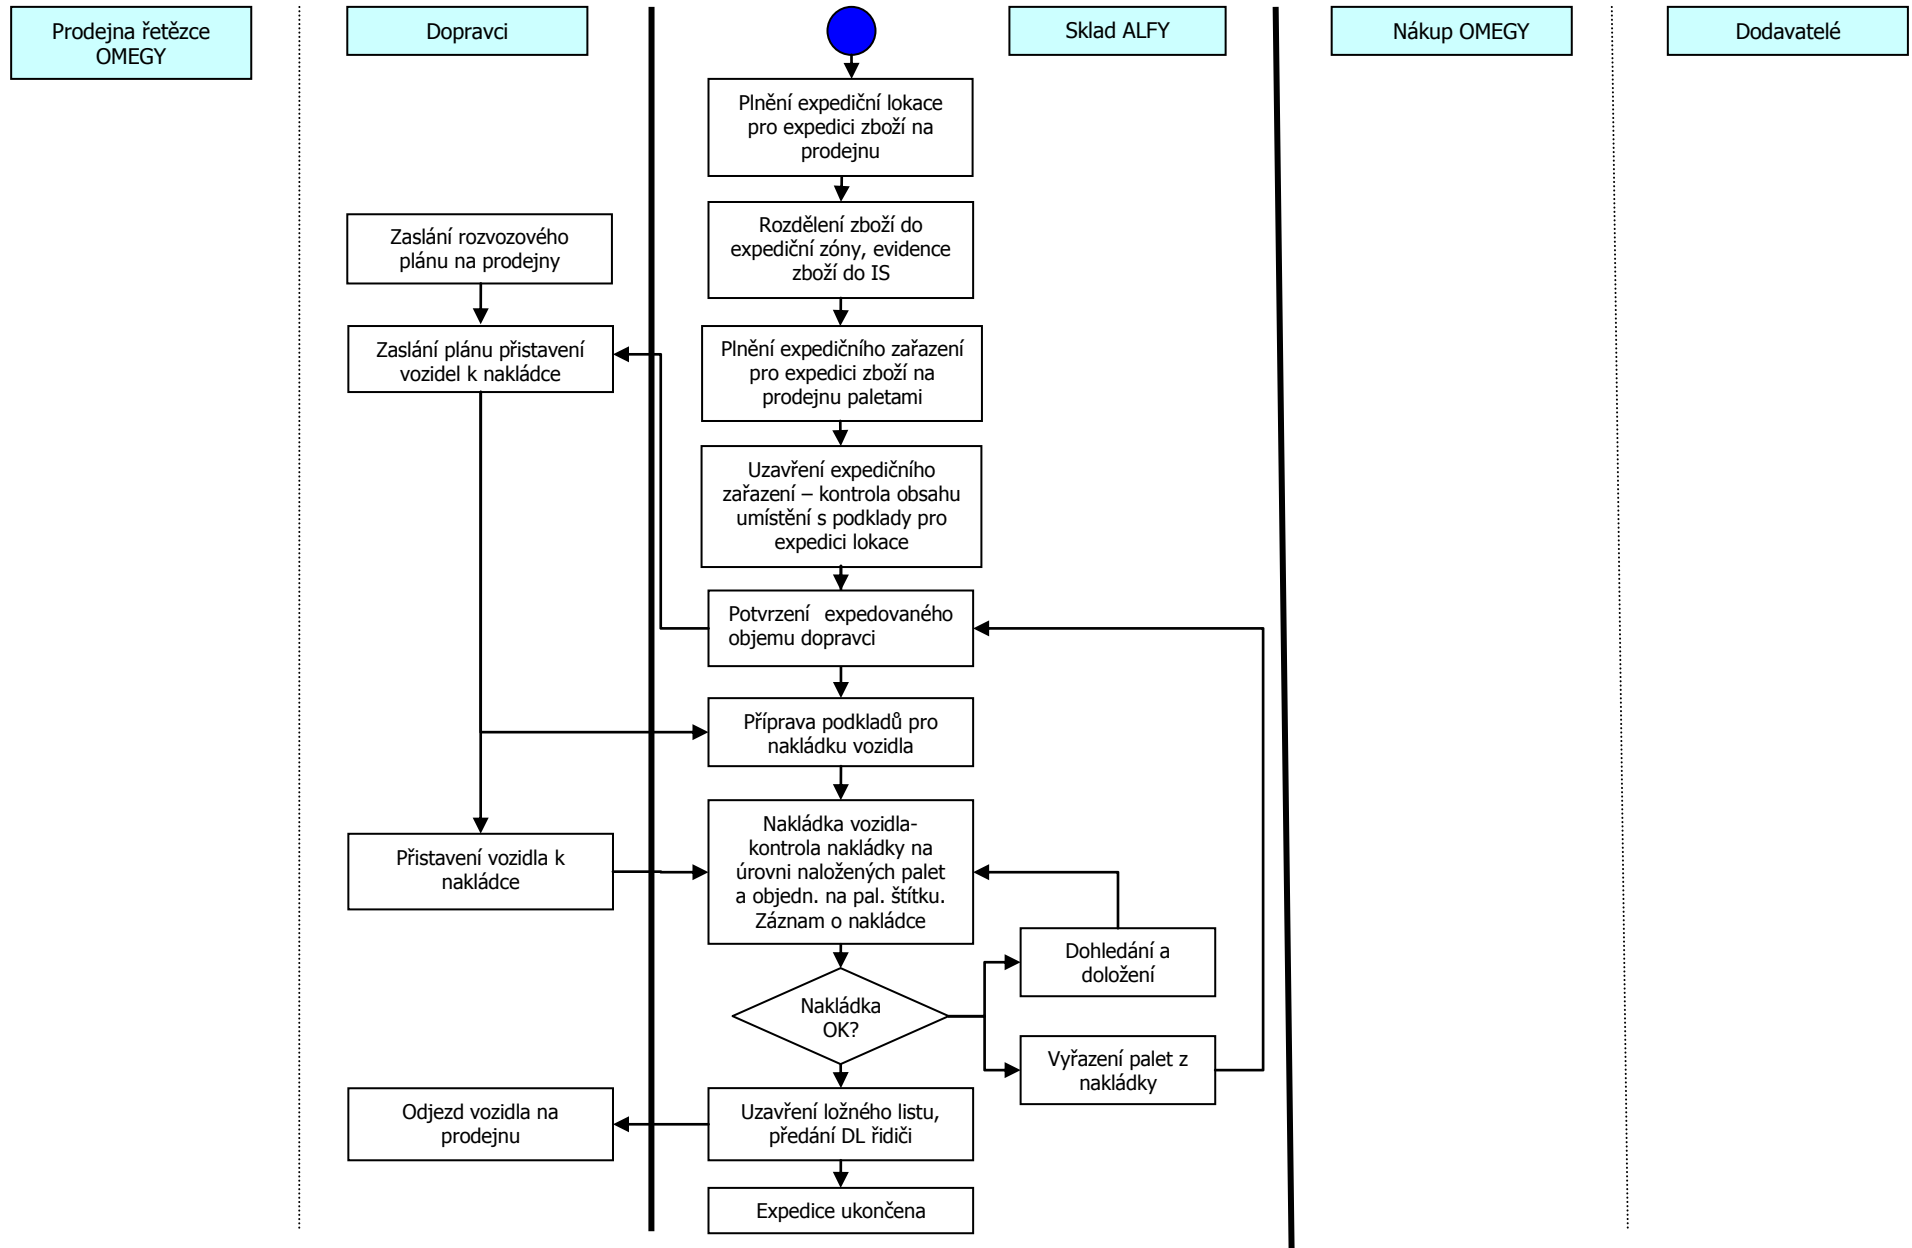 Prodejna řetězce
OMEGY
Dopravci
Sklad ALFY
Nákup OMEGY
Dodavatelé
Plnění expediční lokace
pro expedici zboží na
prodejnu
Rozdělení zboží do
expediční zóny, evidence
zboží do IS
Zaslání rozvozového
plánu na prodejny
Zaslání plánu přistavení
vozidel k nakládce
Plnění expedičního zařazení
pro expedici zboží na
prodejnu paletami
Uzavření expedičního
zařazení – kontrola obsahu
umístění s podklady pro
expedici lokace
Potvrzení expedovaného
objemu dopravci
Příprava podkladů pro
nakládku vozidla
Nakládka vozidla-
kontrola nakládky na
úrovni naložených palet
a objedn. na pal. štítku.
Záznam o nakládce
Přistavení vozidla k
nakládce
Dohledání a
doložení
Nakládka
OK?
Vyřazení palet z
nakládky
Odjezd vozidla na
prodejnu
Uzavření ložného listu,
předání DL řidiči
Expedice ukončena